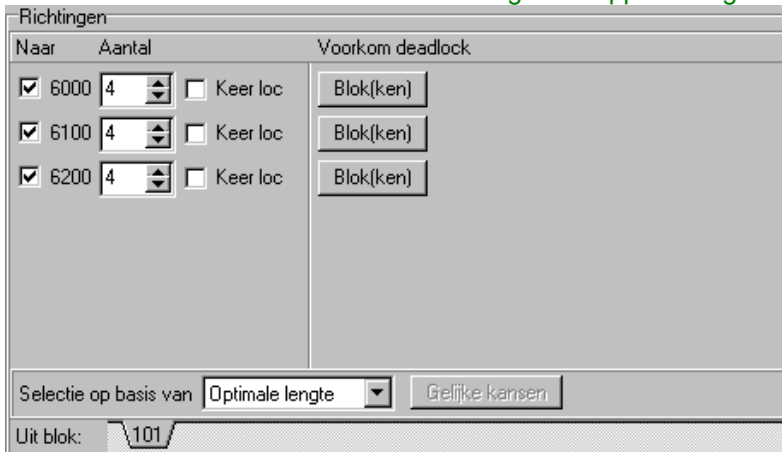 Richtingen
Naar Aantal Voorkom deadlock
6000 4 Keer loc Blok(ken)
6100 4 Keer loc Blok(ken)
6200 4 Keer loc Blok(ken)
Selectie op basis van Optimale lengte Gelijke kansen
Uit blok: 101